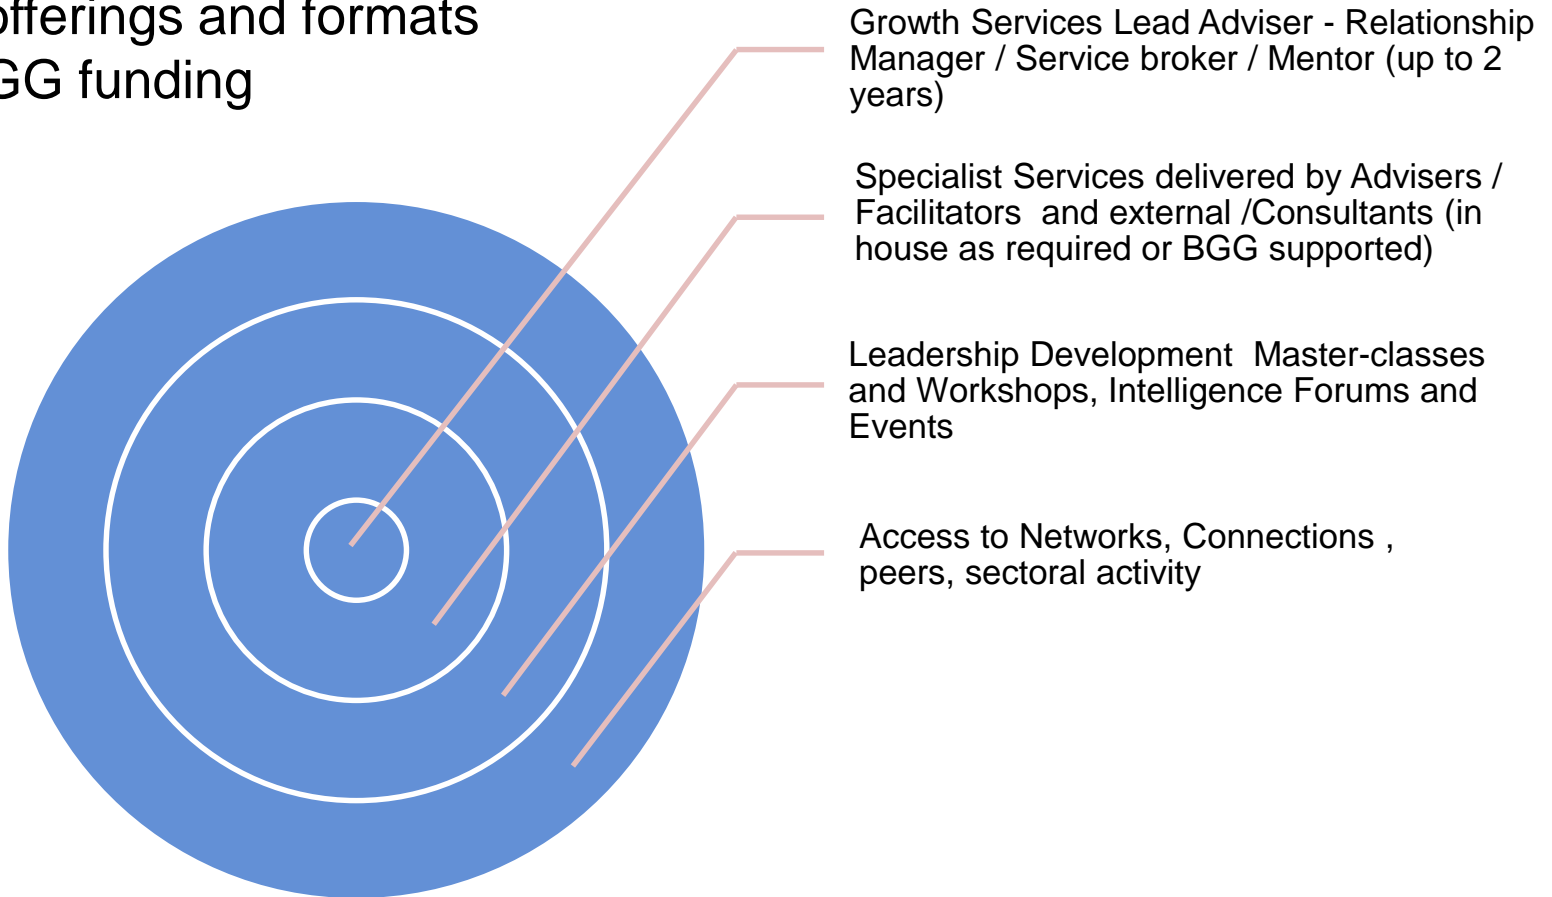 offerings and formats
GG funding
Growth Services Lead Adviser - Relationship
Manager / Service broker / Mentor (up to 2
years)
Specialist Services delivered by Advisers /
Facilitators  and external /Consultants (in
house as required or BGG supported)
Leadership Development  Master-classes
and Workshops, Intelligence Forums and
Events
Access to Networks, Connections ,
peers, sectoral activity